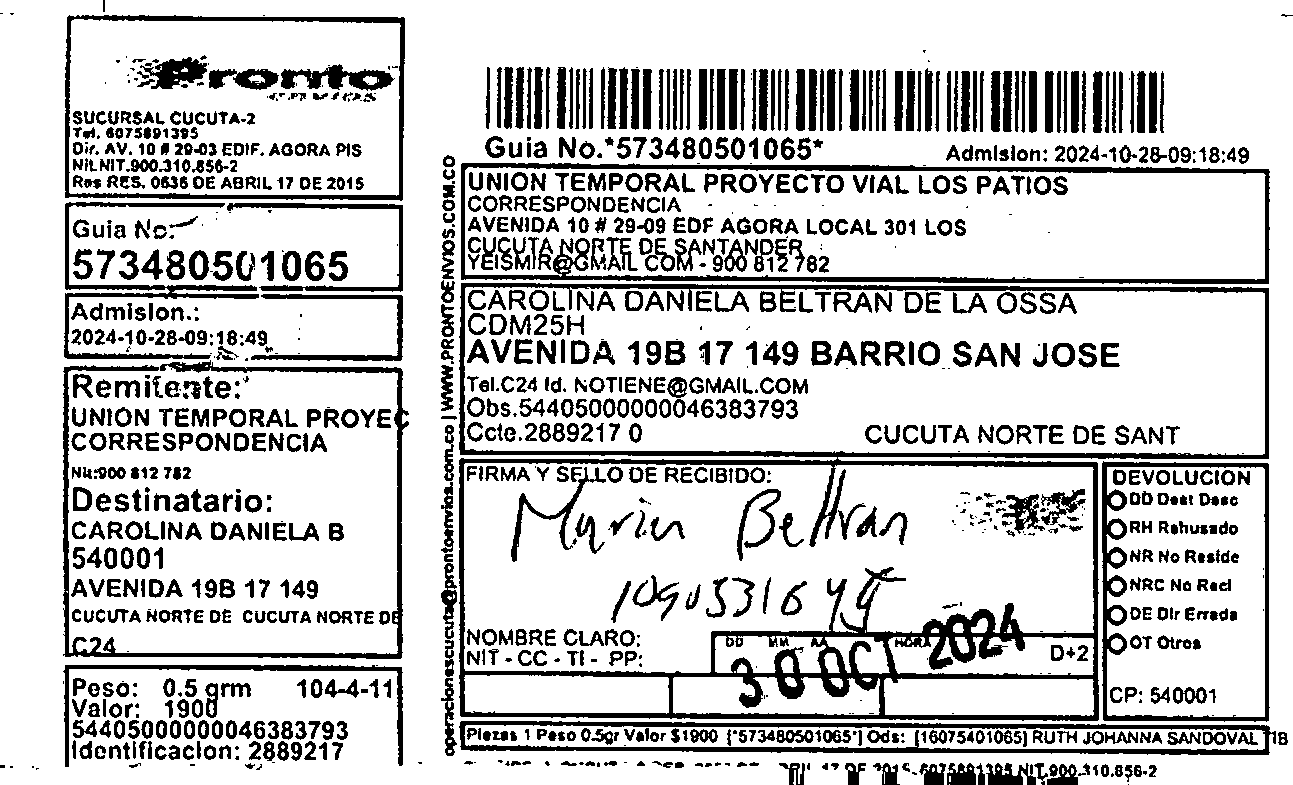 Pronto
SUCURSAL CUCUTA-2
Tel. 6075891395
Dir. AV. 10 # 29-03 EDIF. AGORA PIS
Nit.NIT.900.310.856-2
Res RES. 0636 DE ABRIL 17 DE 2015
Guia No:
573480501065
Admision.:
2024-10-28-09:18:49
Remitente:
UNION TEMPORAL PROYEC
CORRESPONDENCIA
Nit:900 812 782
Destinatario:
CAROLINA DANIELA B
540001
AVENIDA 19B 17 149
CUCUTA NORTE DE CUCUTA NORTE DE
C24
Peso: 0.5 grm 104-4-11
Valor: 1900
54405000000046383793
Identificacion: 2889217
operacionescucuta@prontoenvios.com.co | WWW.PRONTOENVIOS.COM.CO
Guia No.*573480501065*
Admision: 2024-10-28-09:18:49
UNION TEMPORAL PROYECTO VIAL LOS PATIOS
CORRESPONDENCIA
AVENIDA 10 # 29-09 EDF AGORA LOCAL 301 LOS
CUCUTA NORTE DE SANTANDER
YEISMIR@GMAIL COM - 900 812 782
CAROLINA DANIELA BELTRAN DE LA OSSA
CDM25H
AVENIDA 19B 17 149 BARRIO SAN JOSE
Tel.C24 Id. NOTIENE@GMAIL.COM
Obs.54405000000046383793
Ccte.2889217 0 CUCUTA NORTE DE SANT
FIRMA Y SELLO DE RECIBIDO:
Beltran
NOMBRE CLARO:
NIT - CC - TI - PP:
DD MM AA HORA
30 OCT 2024
D+2
DEVOLUCION
DD Dest Desc
RH Rehusado
NR No Reside
NRC No Recl
DE Dir Errada
OT Otros
CP: 540001
Piezas 1 Peso 0.5gr Valor $1900 [*573480501065*] Ods: [16075401065] RUTH JOHANNA SANDOVAL
17 DE 2015 6075891395 NIT.900.310.856-2